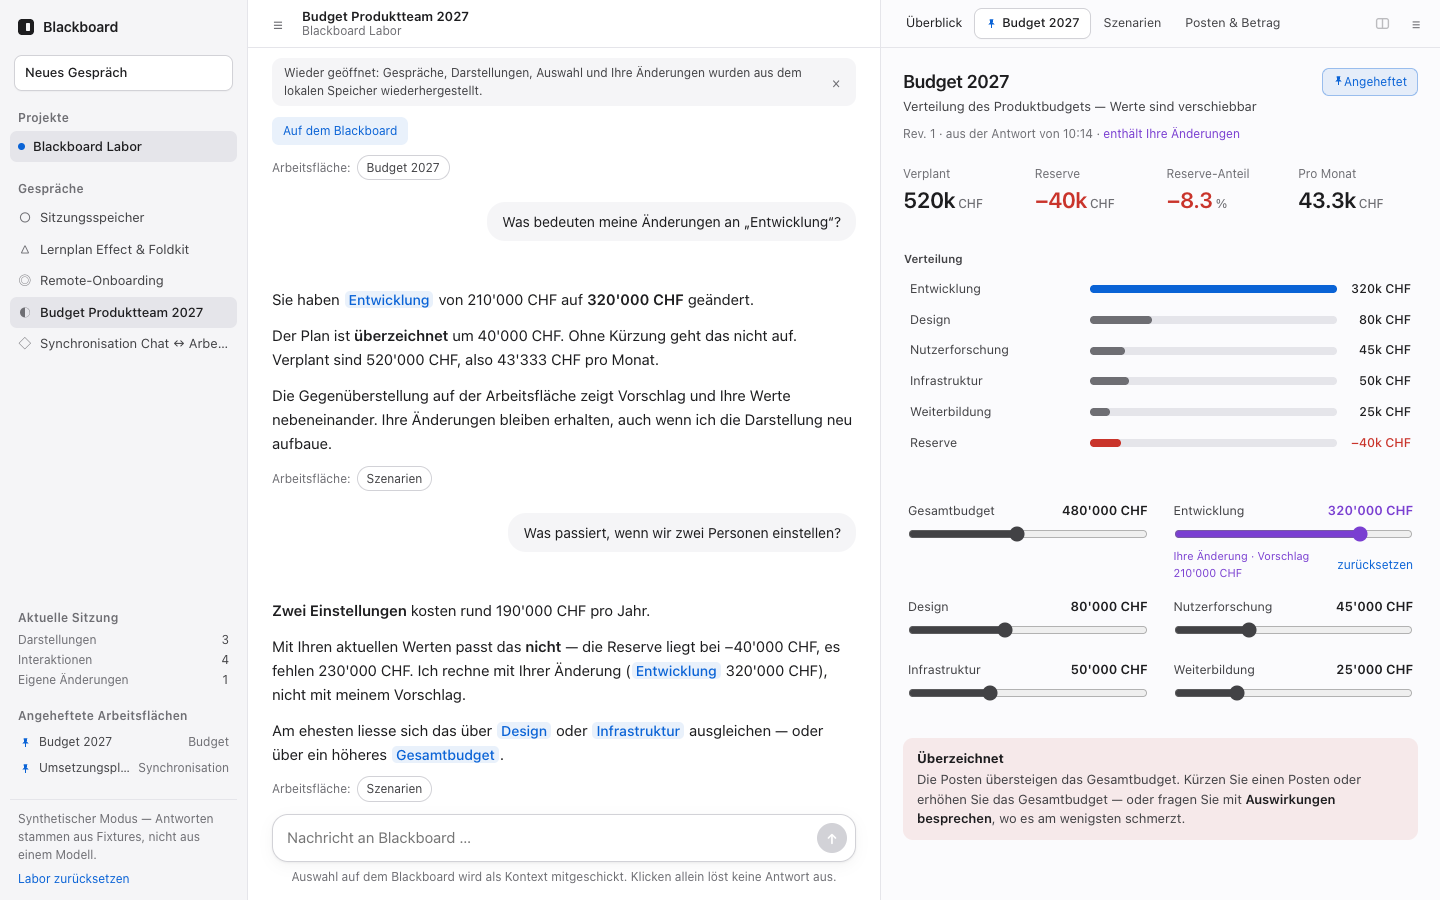 Blackboard
Neues Gespräch
Projekte
Blackboard Labor
Gespräche
Sitzungsspeicher
Lernplan Effect & Foldkit
Remote-Onboarding
Budget Produktteam 2027
Synchronisation Chat ↔ Arbe...
Aktuelle Sitzung
Darstellungen 3
Interaktionen 4
Eigene Änderungen 1
Angeheftete Arbeitsflächen
Budget 2027 Budget
Umsetzungspl... Synchronisation
Synthetischer Modus — Antworten
stammen aus Fixtures, nicht aus
einem Modell.
Labor zurücksetzen
Budget Produktteam 2027
Blackboard Labor
Wieder geöffnet: Gespräche, Darstellungen, Auswahl und Ihre Änderungen wurden aus dem
lokalen Speicher wiederhergestellt.
×
Auf dem Blackboard
Arbeitsfläche: Budget 2027
Was bedeuten meine Änderungen an „Entwicklung“?
Sie haben Entwicklung von 210'000 CHF auf 320'000 CHF geändert.
Der Plan ist überzeichnet um 40'000 CHF. Ohne Kürzung geht das nicht auf.
Verplant sind 520'000 CHF, also 43'333 CHF pro Monat.
Die Gegenüberstellung auf der Arbeitsfläche zeigt Vorschlag und Ihre Werte
nebeneinander. Ihre Änderungen bleiben erhalten, auch wenn ich die Darstellung neu
aufbaue.
Arbeitsfläche: Szenarien
Was passiert, wenn wir zwei Personen einstellen?
Zwei Einstellungen kosten rund 190'000 CHF pro Jahr.
Mit Ihren aktuellen Werten passt das nicht — die Reserve liegt bei −40'000 CHF, es
fehlen 230'000 CHF. Ich rechne mit Ihrer Änderung (Entwicklung 320'000 CHF),
nicht mit meinem Vorschlag.
Am ehesten liesse sich das über Design oder Infrastruktur ausgleichen — oder
über ein höheres Gesamtbudget.
Arbeitsfläche: Szenarien
Nachricht an Blackboard ...
Auswahl auf dem Blackboard wird als Kontext mitgeschickt. Klicken allein löst keine Antwort aus.
Überblick
Budget 2027
Szenarien
Posten & Betrag
Budget 2027
Angeheftet
Verteilung des Produktbudgets — Werte sind verschiebbar
Rev. 1 · aus der Antwort von 10:14 · enthält Ihre Änderungen
Verplant
520k CHF
Reserve
−40k CHF
Reserve-Anteil
−8.3 %
Pro Monat
43.3k CHF
Verteilung
Entwicklung 320k CHF
Design 80k CHF
Nutzerforschung 45k CHF
Infrastruktur 50k CHF
Weiterbildung 25k CHF
Reserve −40k CHF
Gesamtbudget 480'000 CHF
Entwicklung 320'000 CHF
Ihre Änderung · Vorschlag
210'000 CHF
zurücksetzen
Design 80'000 CHF
Nutzerforschung 45'000 CHF
Infrastruktur 50'000 CHF
Weiterbildung 25'000 CHF
Überzeichnet
Die Posten übersteigen das Gesamtbudget. Kürzen Sie einen Posten oder
erhöhen Sie das Gesamtbudget — oder fragen Sie mit Auswirkungen
besprechen, wo es am wenigsten schmerzt.